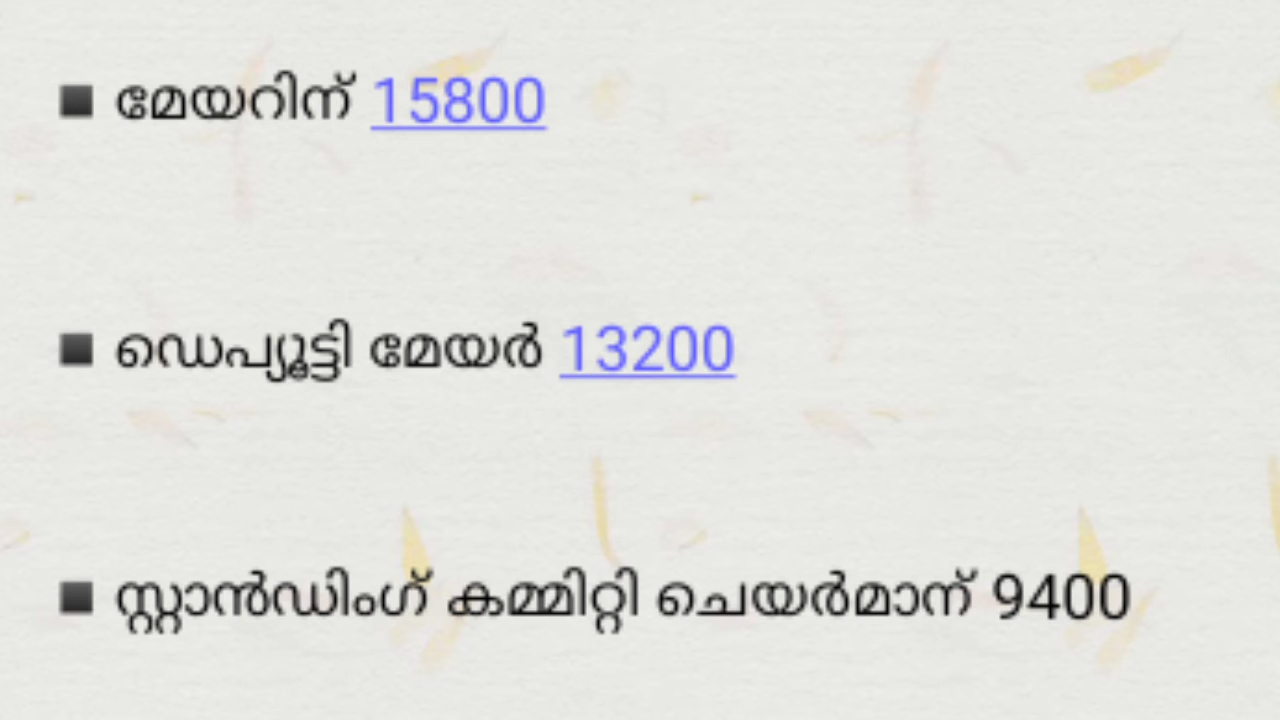 ▪ മേയറിന് 15800
▪ ഡെപ്യൂട്ടി മേയർ 13200
▪ സ്റ്റാൻഡിംഗ് കമ്മിറ്റി ചെയർമാന് 9400